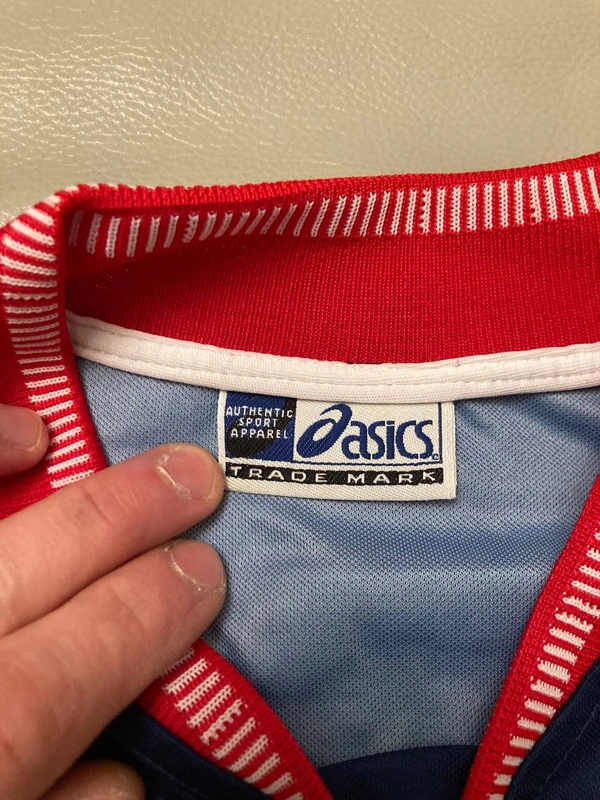 AUTHENTIC
SPORT
APPAREL
asics
TRADE MARK